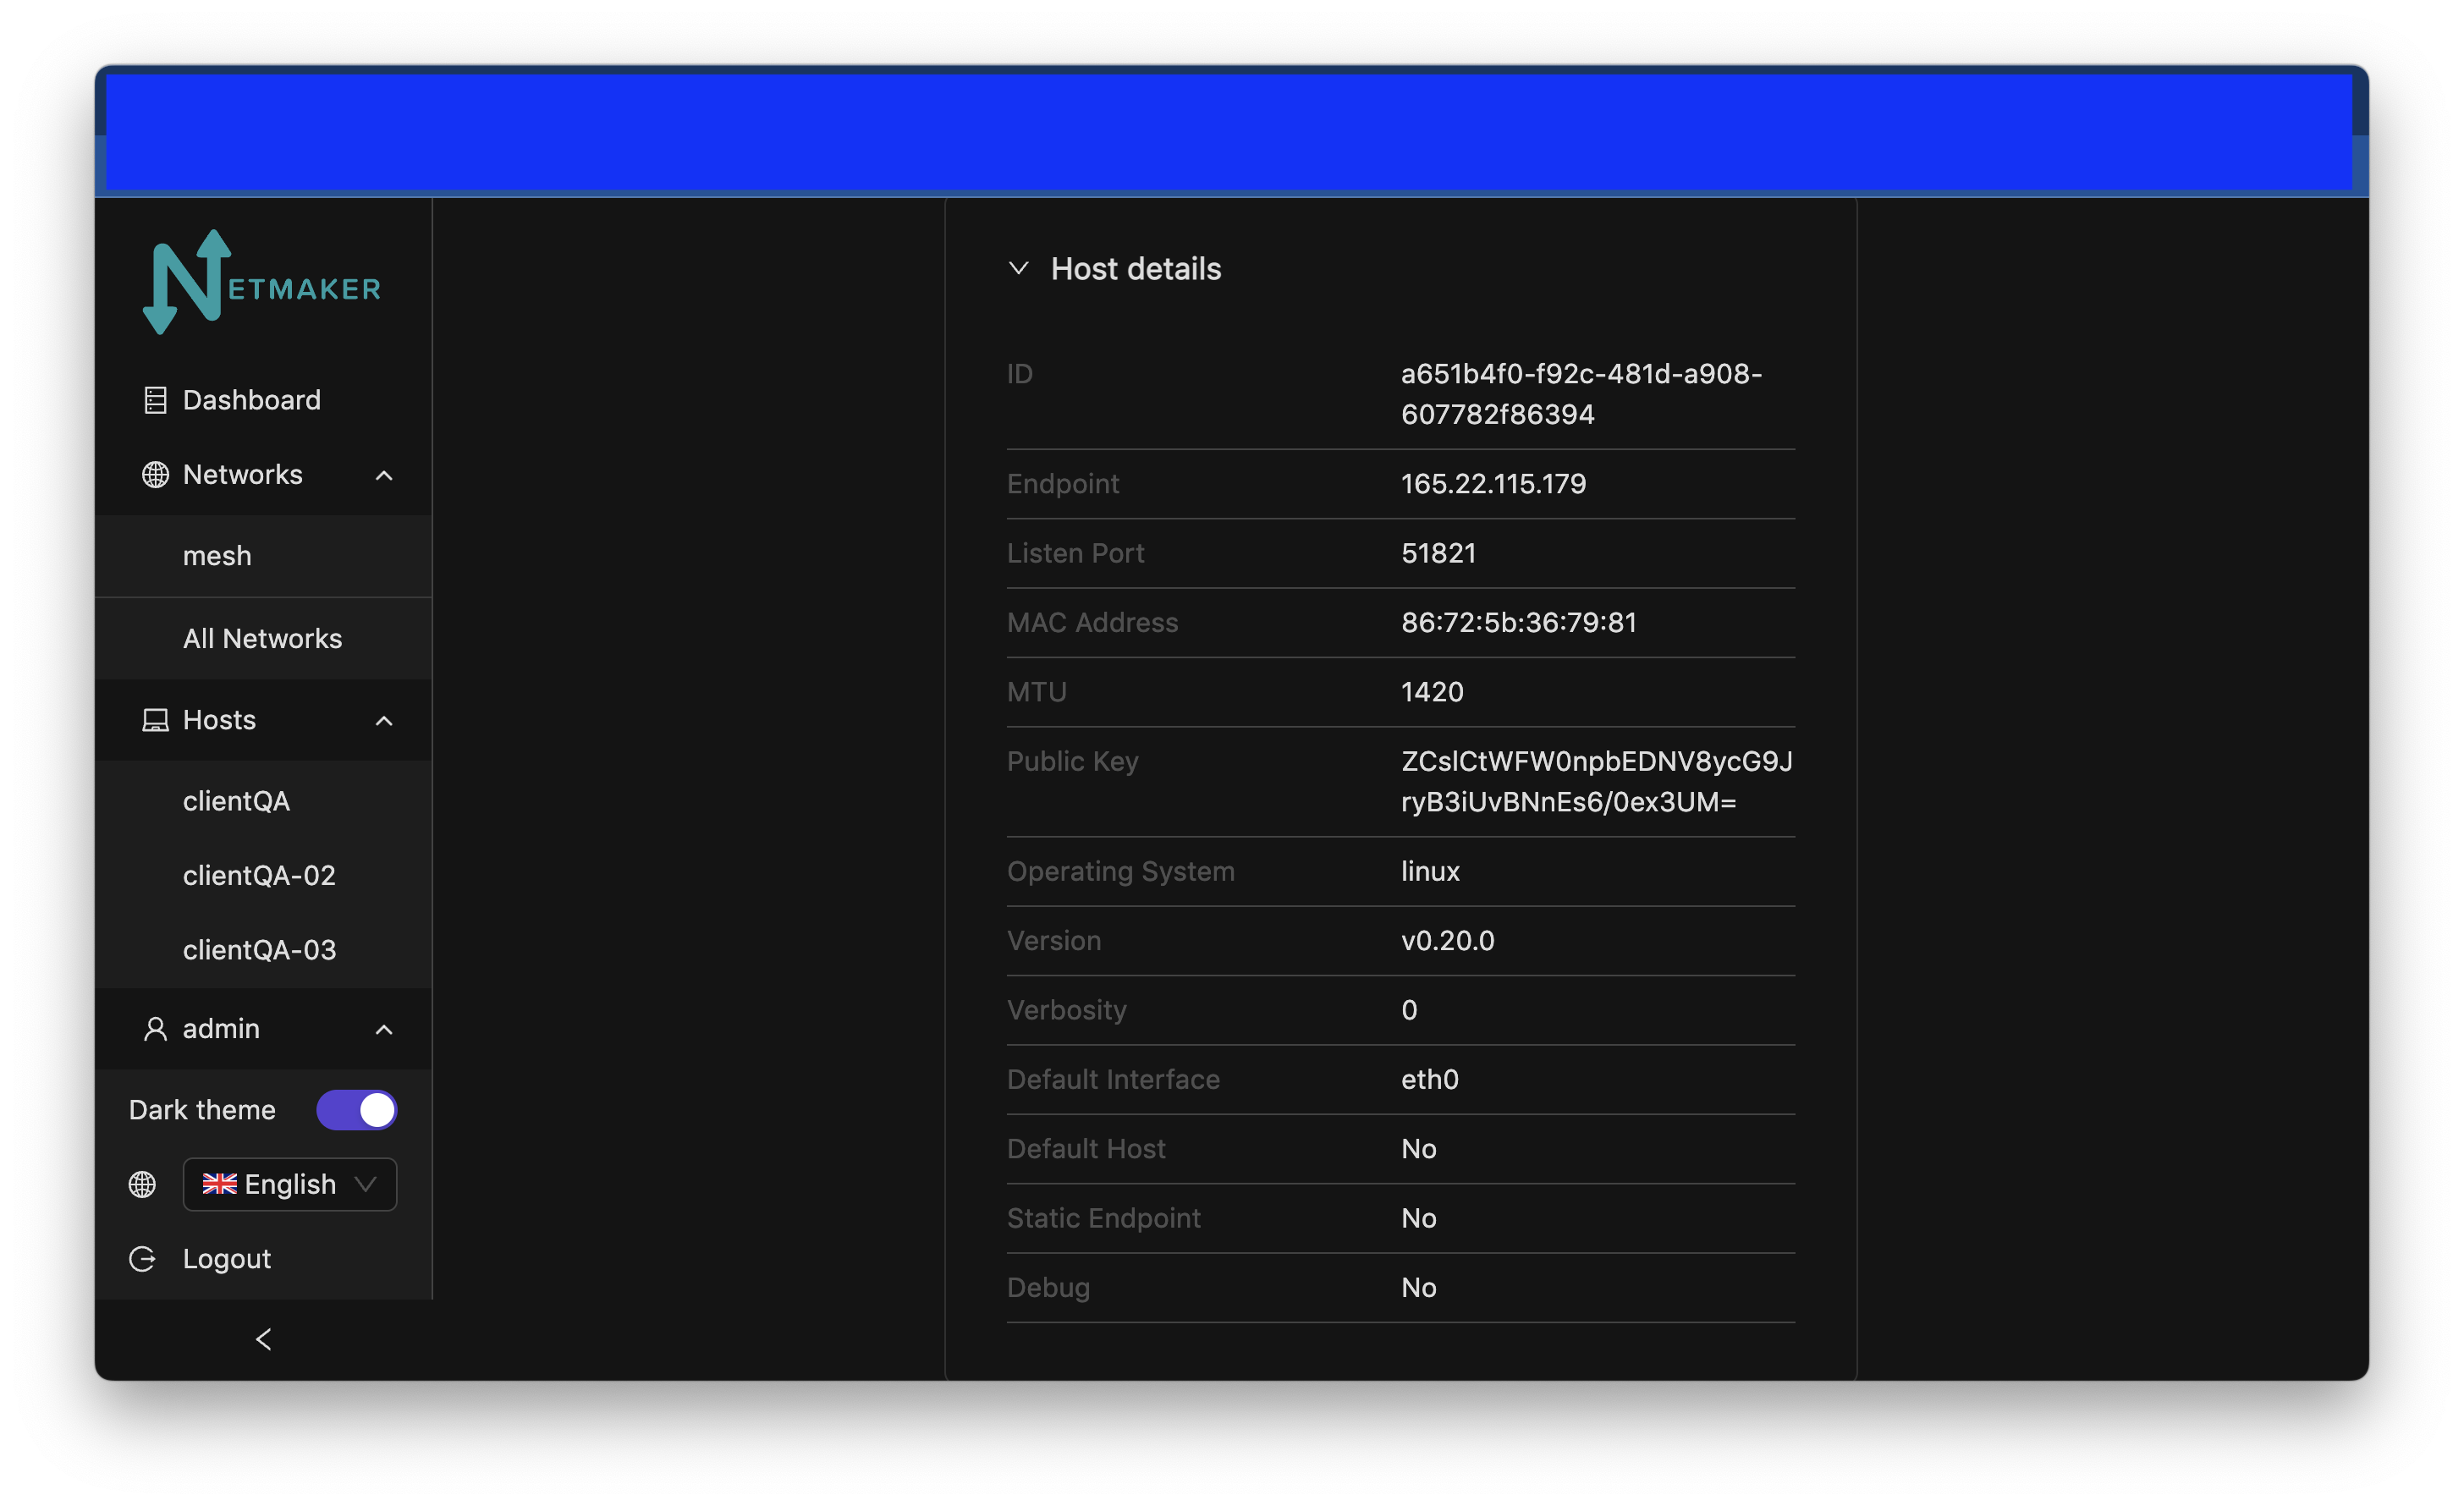 NETMAKER
Dashboard
Networks
mesh
All Networks
Hosts
clientQA
clientQA-02
clientQA-03
admin
Dark theme
English
Logout
Host details
ID a651b4f0-f92c-481d-a908-
607782f86394
Endpoint 165.22.115.179
Listen Port 51821
MAC Address 86:72:5b:36:79:81
MTU 1420
Public Key ZCslCtWFW0npbEDNV8ycG9J
ryB3iUvBNnEs6/0ex3UM=
Operating System linux
Version v0.20.0
Verbosity 0
Default Interface eth0
Default Host No
Static Endpoint No
Debug No